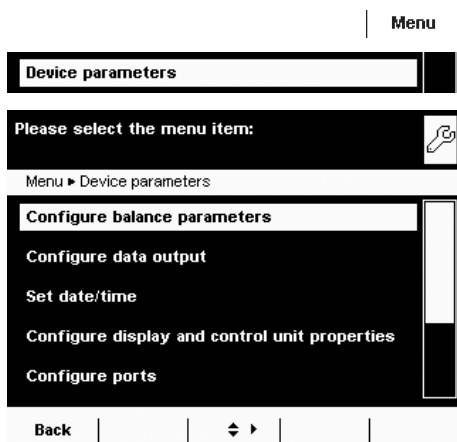 Menu
Device parameters
Please select the menu item:
Menu ▸ Device parameters
Configure balance parameters
Configure data output
Set date/time
Configure display and control unit properties
Configure ports
Back